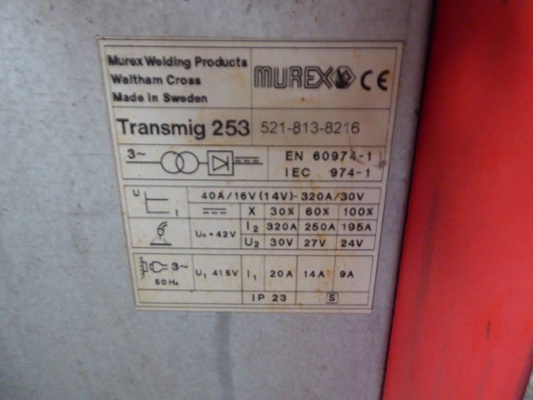 Murex Welding Products
Waltham Cross
Made in Sweden
MUREX CE
Transmig 253 521-813-8216
3~ EN 60974-1
IEC 974-1
U I 40A/16V(14V)-320A/30V
X 30% 60% 100%
U₀=42V I2 320A 250A 195A
U2 30V 27V 24V
3~ 50Hz U1 415V I1 20A 14A 9A
IP 23 S